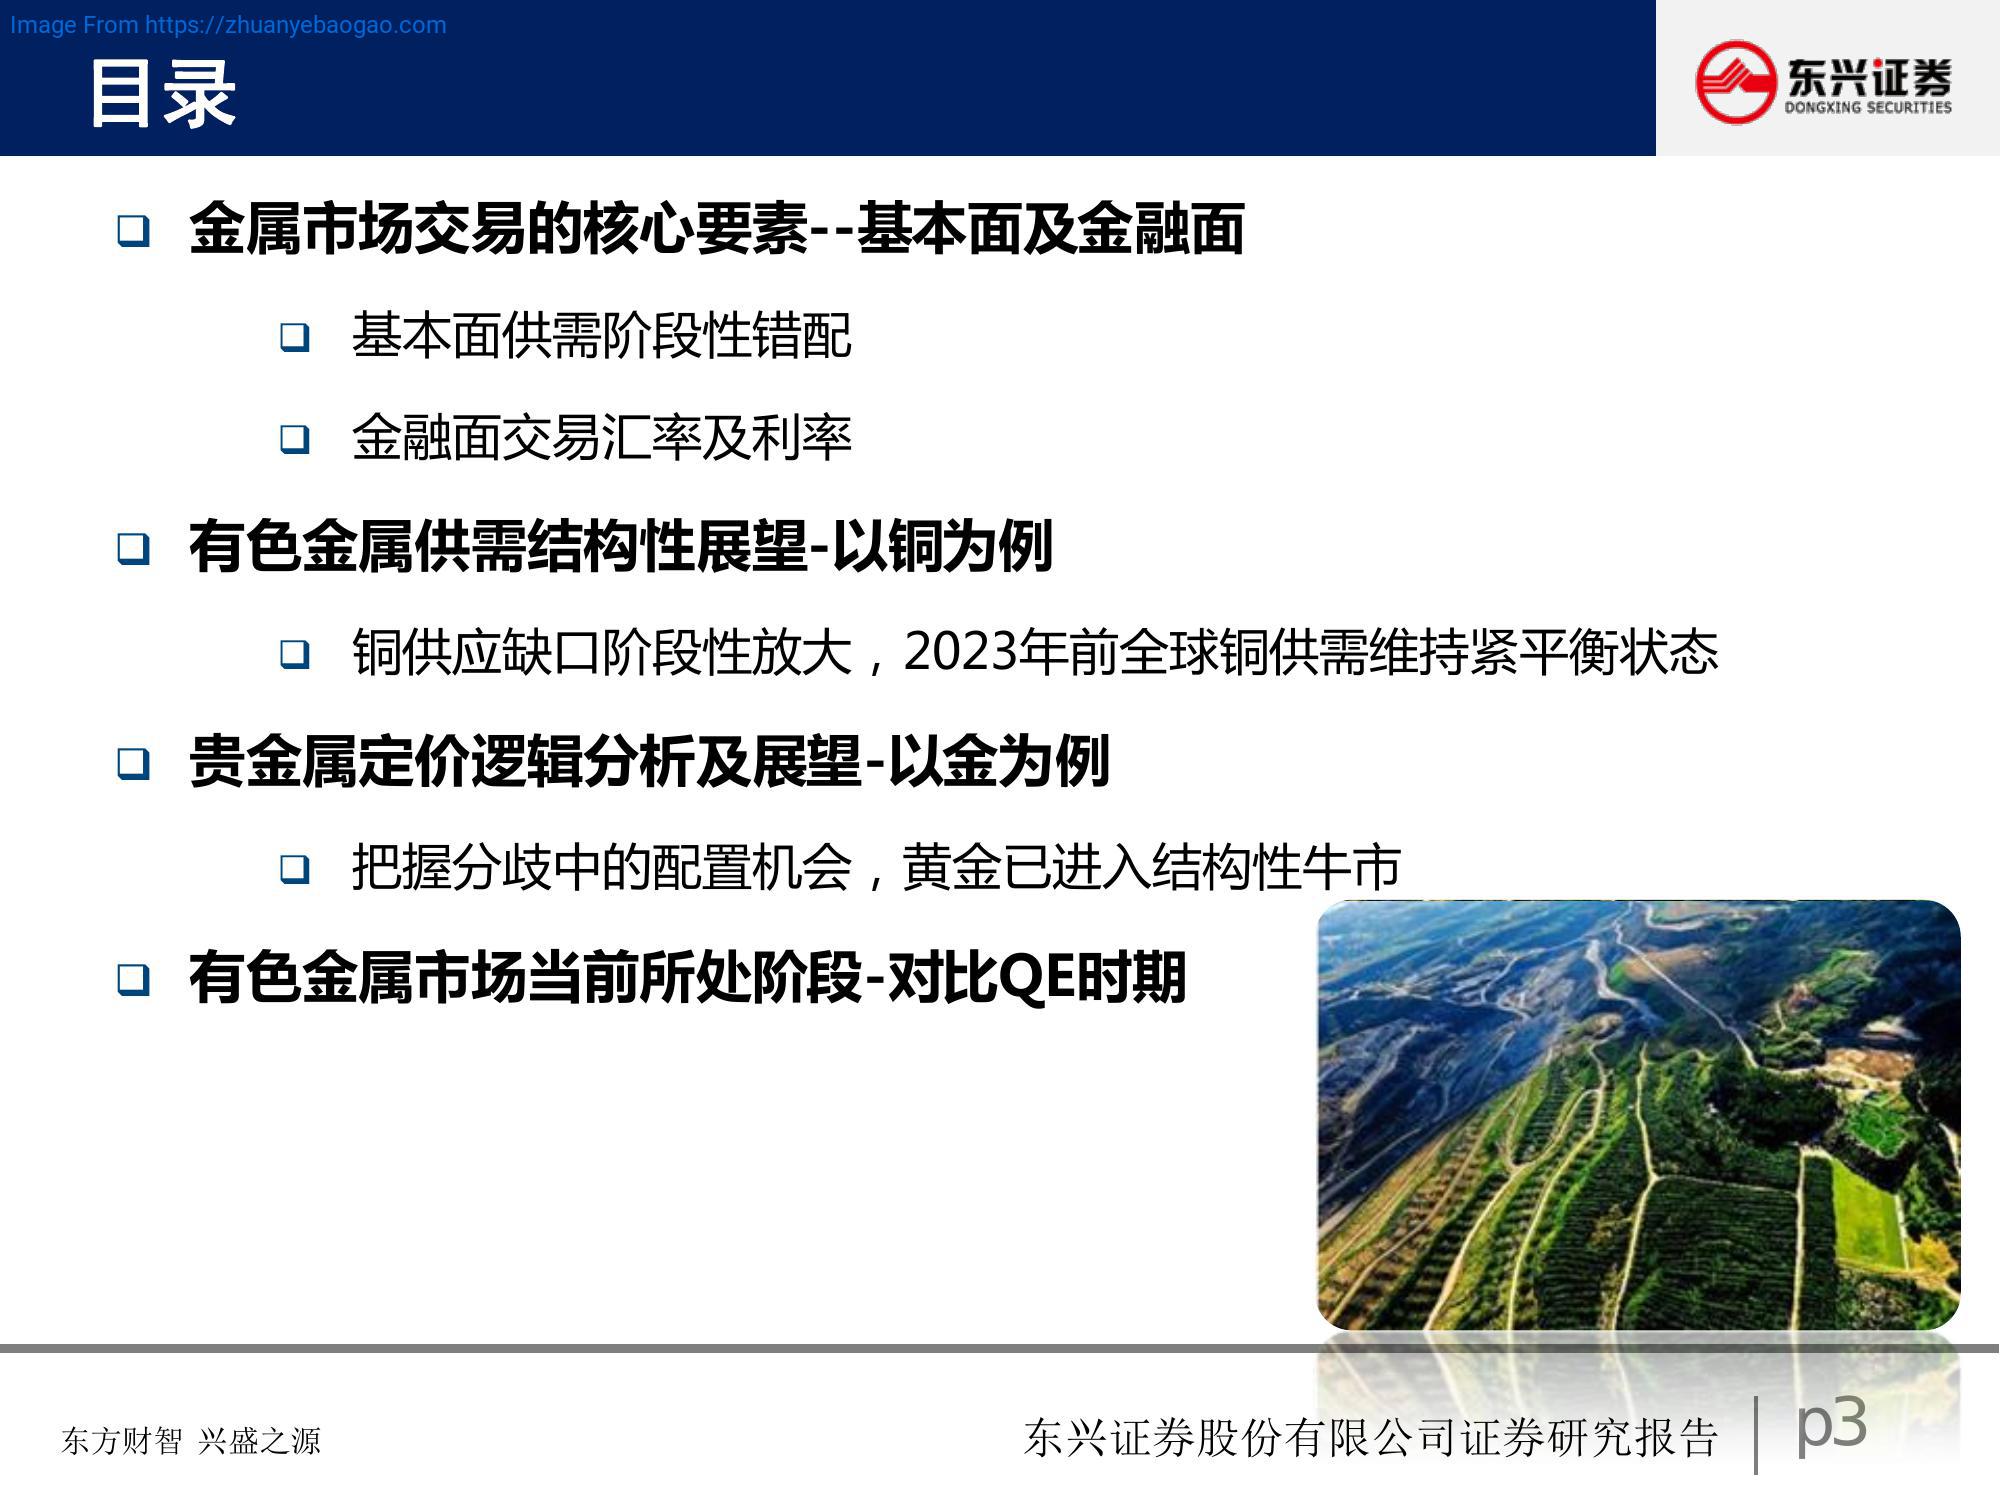 Image From https://zhuanyebaogao.com
目录
东兴证券
DONGXING SECURITIES
金属市场交易的核心要素--基本面及金融面
基本面供需阶段性错配
金融面交易汇率及利率
有色金属供需结构性展望-以铜为例
铜供应缺口阶段性放大，2023年前全球铜供需维持紧平衡状态
贵金属定价逻辑分析及展望-以金为例
把握分歧中的配置机会，黄金已进入结构性牛市
有色金属市场当前所处阶段-对比QE时期
东方财智 兴盛之源
东兴证券股份有限公司证券研究报告
p3